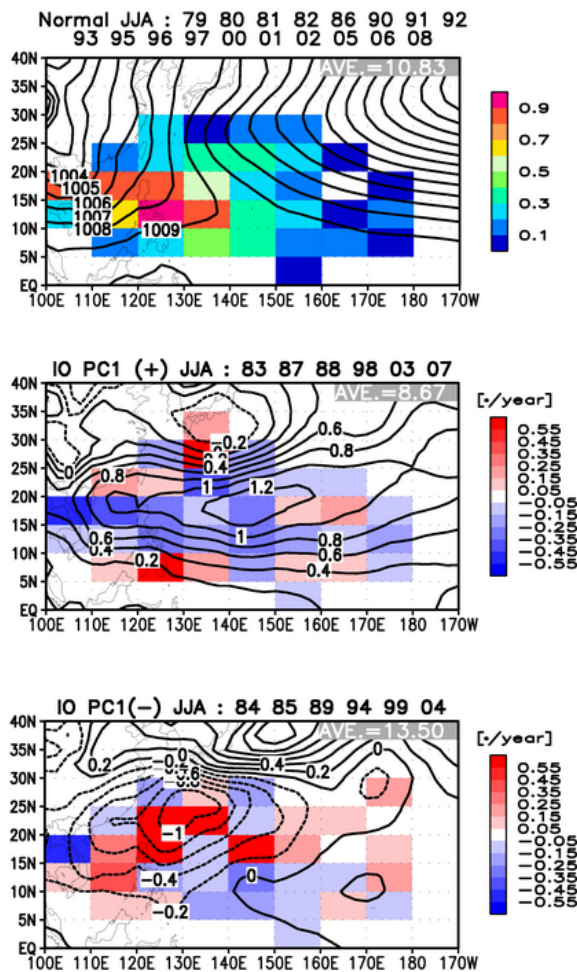 Normal JJA : 79 80 81 82 86 90 91 92
93 95 96 97 00 01 02 05 06 08
AVE.=10.83
40N
35N
30N
25N
20N
15N
10N
5N
EQ
1004
1005
1006
1007
1008
1009
100E 110E 120E 130E 140E 150E 160E 170E 180 170W
0.9
0.7
0.5
0.3
0.1
IO PC1 (+) JJA : 83 87 88 98 03 07
AVE.=8.67
40N
35N
30N
25N
20N
15N
10N
5N
EQ
0
-0.2
0.4
0.6
0.8
0.8
1
1.2
0.6
0.4
0.2
1
0.8
0.6
0.4
100E 110E 120E 130E 140E 150E 160E 170E 180 170W
[./year]
0.55
0.45
0.35
0.25
0.15
0.05
-0.05
-0.15
-0.25
-0.35
-0.45
-0.55
IO PC1(-) JJA : 84 85 89 94 99 04
AVE.=13.50
40N
35N
30N
25N
20N
15N
10N
5N
EQ
0.2
-0.2
0.4
0.2
0
-1
-0.4
-0.2
0
0
100E 110E 120E 130E 140E 150E 160E 170E 180 170W
[./year]
0.55
0.45
0.35
0.25
0.15
0.05
-0.05
-0.15
-0.25
-0.35
-0.45
-0.55